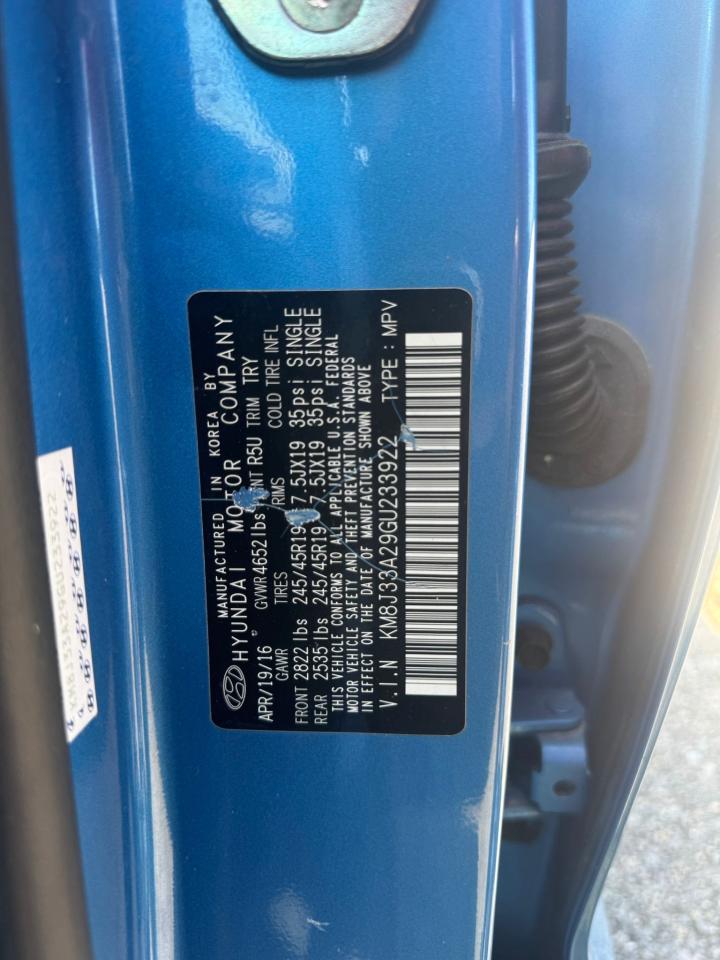 MANUFACTURED IN KOREA BY
HYUNDAI MOTOR COMPANY
APR/19/16 GVWR 4652 lbs R5U TRIM TRY
GAWR TIRES RIMS COLD TIRE INFL
FRONT 2822 lbs 245/45R19 7.5JX19 35psi SINGLE
REAR 2535 lbs 245/45R19 7.5JX19 35psi SINGLE
THIS VEHICLE CONFORMS TO ALL APPLICABLE U.S.A. FEDERAL
MOTOR VEHICLE SAFETY AND THEFT PREVENTION STANDARDS
IN EFFECT ON THE DATE OF MANUFACTURE SHOWN ABOVE
V.I.N KM8J33A29GU233922 TYPE : MPV
KM8J33A29GU233922